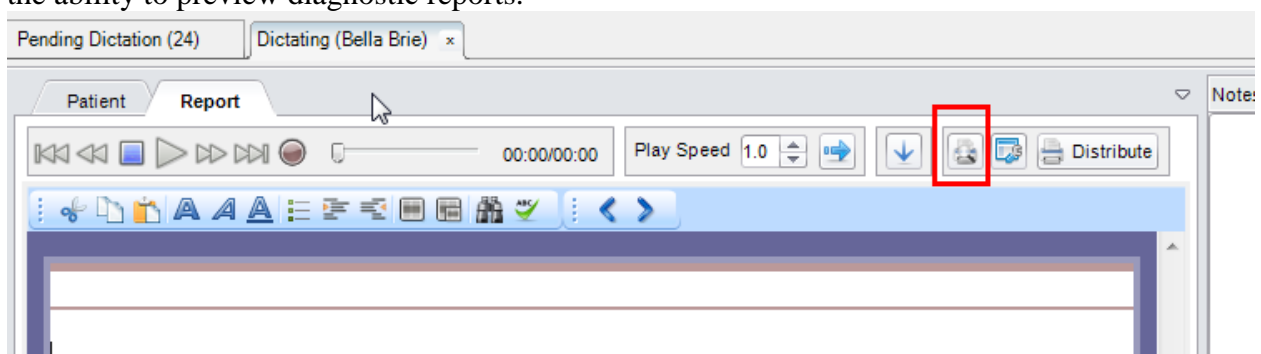 the ability to preview diagnostic reports.
Pending Dictation (24) Dictating (Bella Brie) x
Patient Report Notes
00:00/00:00 Play Speed 1.0 Distribute
ABC